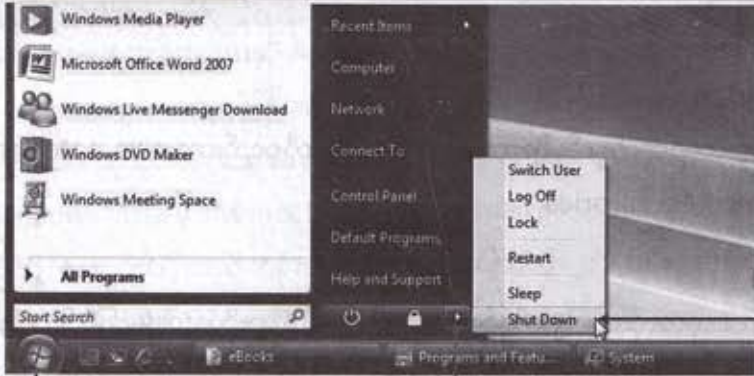 Windows Media Player
Microsoft Office Word 2007
Windows Live Messenger Download
Windows DVD Maker
Windows Meeting Space
All Programs
Start Search
Recent Items
Computer
Network
Connect To
Control Panel
Default Programs
Help and Support
Switch User
Log Off
Lock
Restart
Sleep
Shut Down
eBooks
Programs and Featu...
System